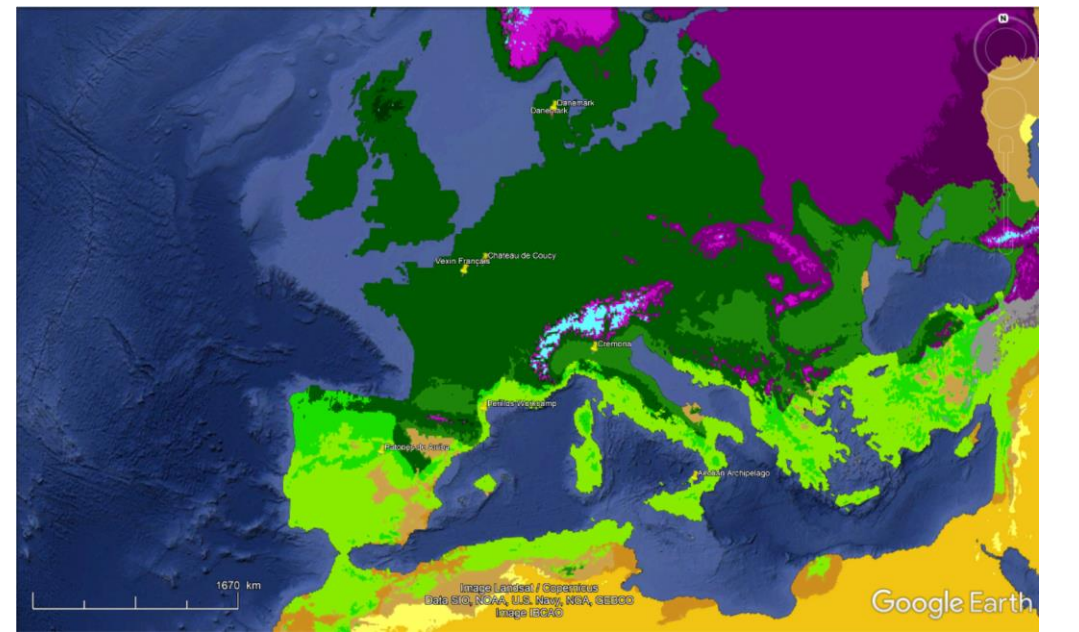 N
Danemark
Danemark
Chateau de Coucy
Vexin Français
Cremona
Aeolian Archipelago
1670 km
Image Landsat / Copernicus
Data SIO, NOAA, U.S. Navy, NGA, GEBCO
Image IBCAO
Google Earth